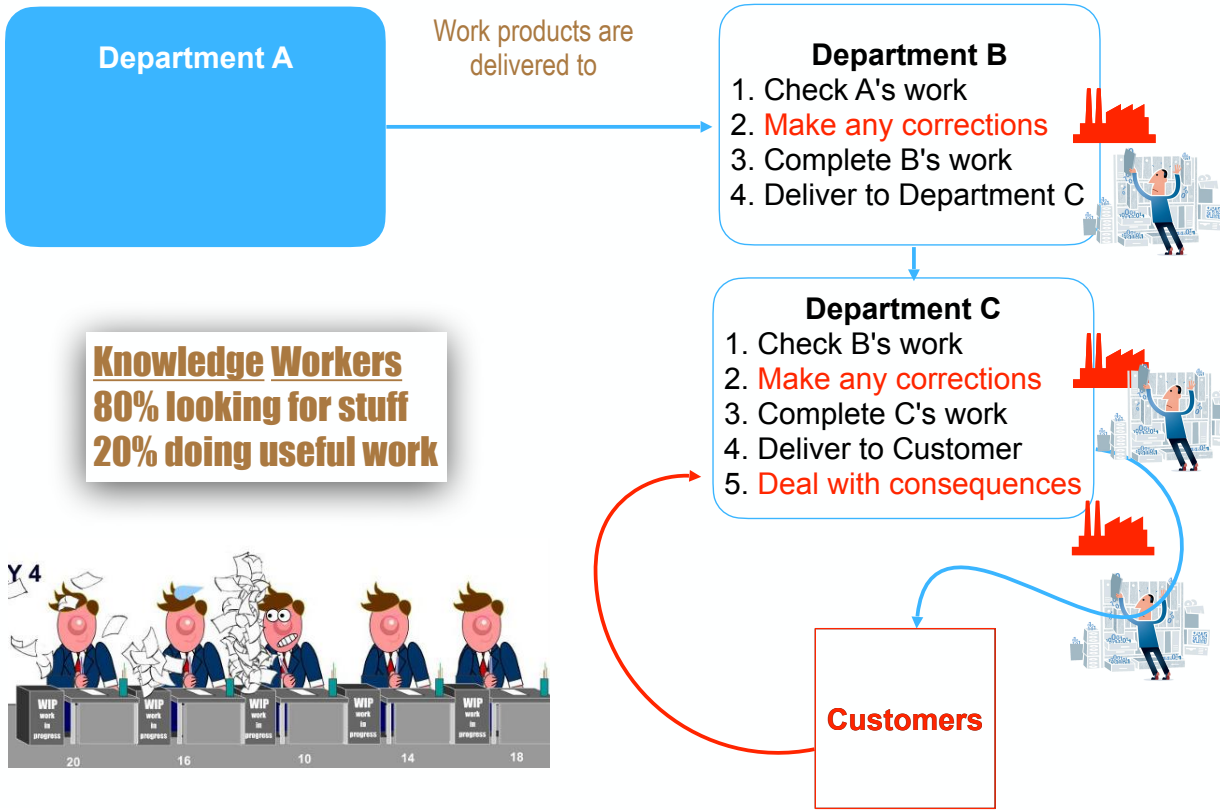 Department A
Work products are
delivered to
Department B
1. Check A's work
2. Make any corrections
3. Complete B's work
4. Deliver to Department C
Department C
1. Check B's work
2. Make any corrections
3. Complete C's work
4. Deliver to Customer
5. Deal with consequences
Knowledge Workers
80% looking for stuff
20% doing useful work
Y 4
WIP
work
in
progress
WIP
work
in
progress
WIP
work
in
progress
WIP
work
in
progress
WIP
work
in
progress
20 16 10 14 18
Customers